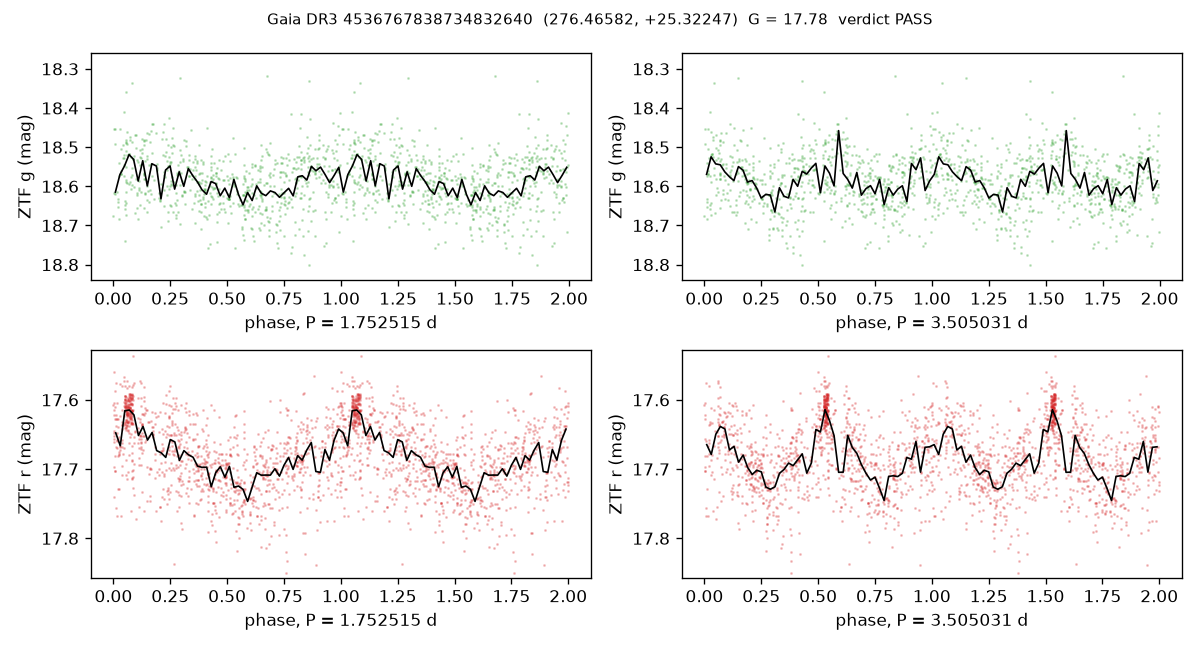 Gaia DR3 4536767838734832640 (276.46582, +25.32247) G = 17.78 verdict PASS
ZTF g (mag)
18.3
18.4
18.5
18.6
18.7
18.8
0.00 0.25 0.50 0.75 1.00 1.25 1.50 1.75 2.00
phase, P = 1.752515 d
ZTF g (mag)
18.3
18.4
18.5
18.6
18.7
18.8
0.00 0.25 0.50 0.75 1.00 1.25 1.50 1.75 2.00
phase, P = 3.505031 d
ZTF r (mag)
17.6
17.7
17.8
0.00 0.25 0.50 0.75 1.00 1.25 1.50 1.75 2.00
phase, P = 1.752515 d
ZTF r (mag)
17.6
17.7
17.8
0.00 0.25 0.50 0.75 1.00 1.25 1.50 1.75 2.00
phase, P = 3.505031 d